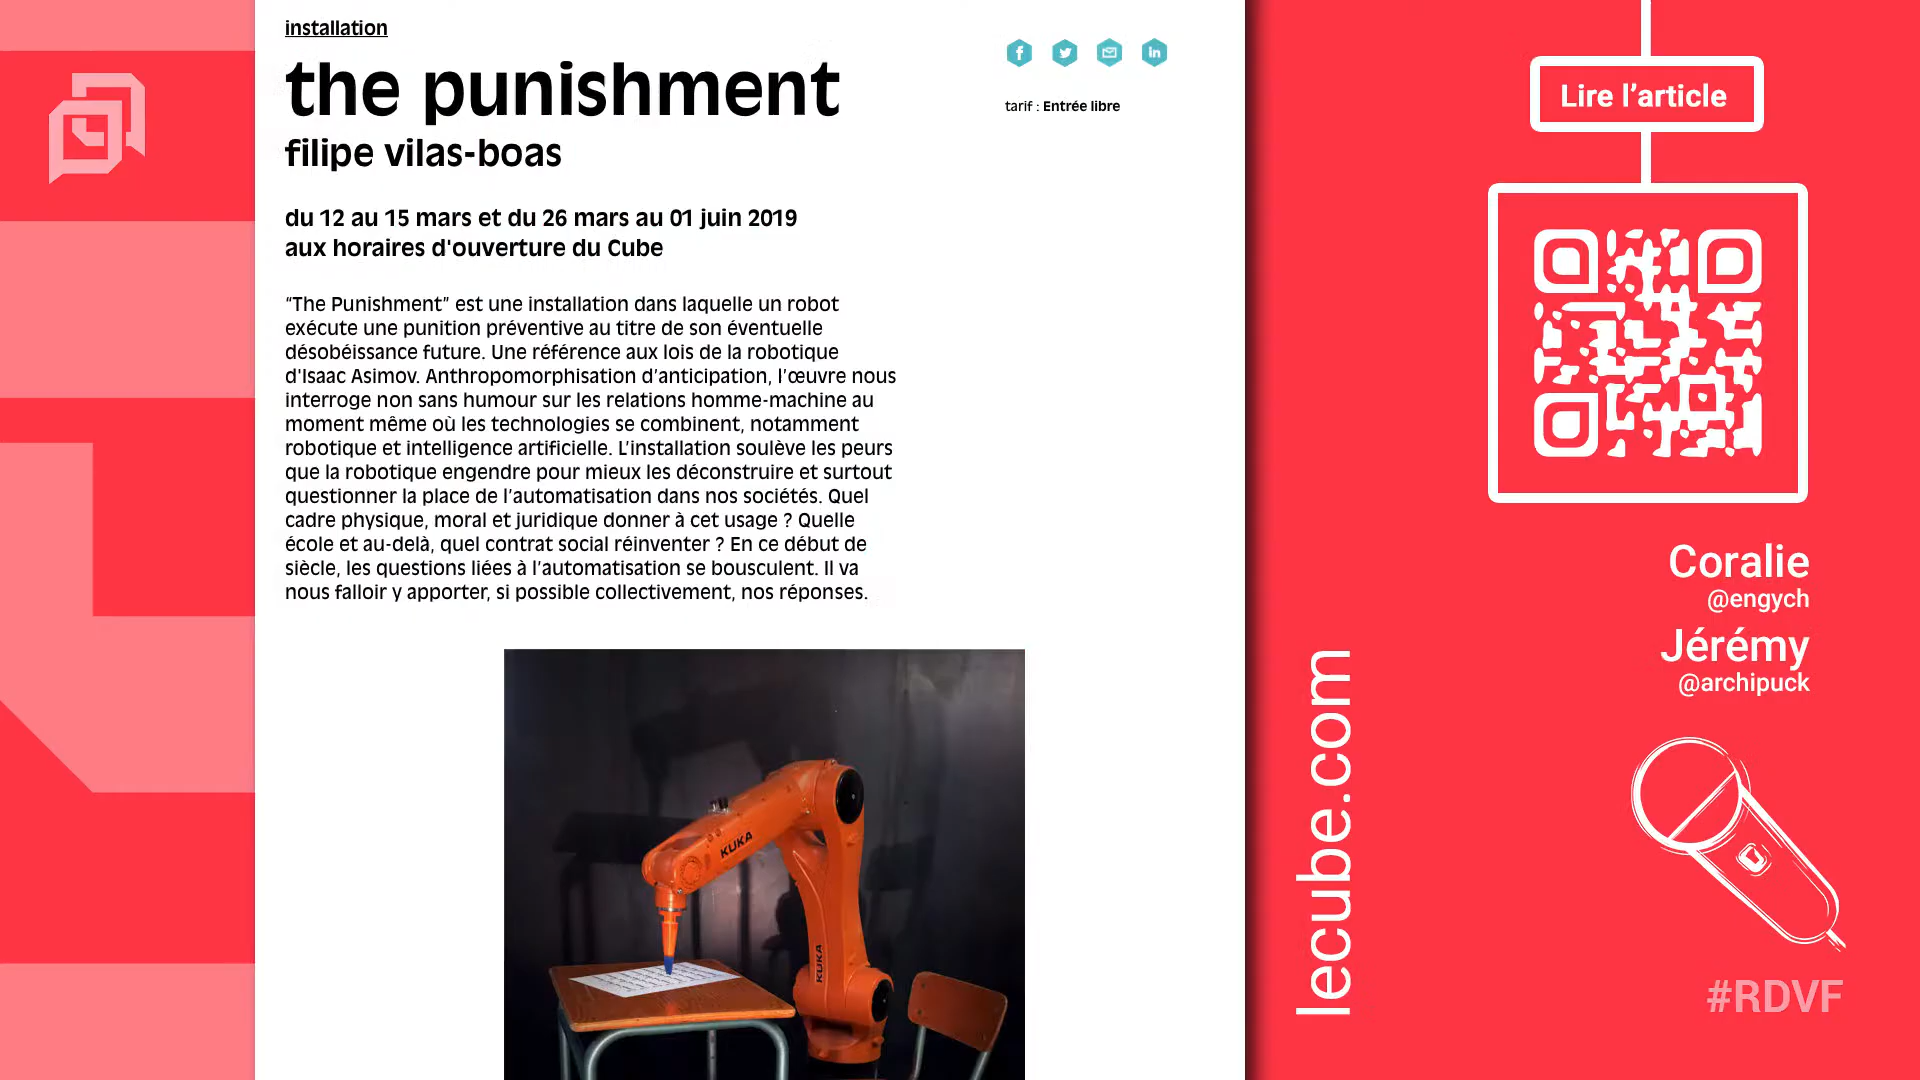 installation
the punishment
filipe vilas-boas
tarif : Entrée libre
du 12 au 15 mars et du 26 mars au 01 juin 2019
aux horaires d'ouverture du Cube
“The Punishment” est une installation dans laquelle un robot
exécute une punition préventive au titre de son éventuelle
désobéissance future. Une référence aux lois de la robotique
d'Isaac Asimov. Anthropomorphisation d’anticipation, l’œuvre nous
interroge non sans humour sur les relations homme-machine au
moment même où les technologies se combinent, notamment
robotique et intelligence artificielle. L’installation soulève les peurs
que la robotique engendre pour mieux les déconstruire et surtout
questionner la place de l’automatisation dans nos sociétés. Quel
cadre physique, moral et juridique donner à cet usage ? Quelle
école et au-delà, quel contrat social réinventer ? En ce début de
siècle, les questions liées à l’automatisation se bousculent. Il va
nous falloir y apporter, si possible collectivement, nos réponses.
KUKA
KUKA
Lire l’article
Coralie
@engych
Jérémy
@archipuck
lecube.com
#RDVF